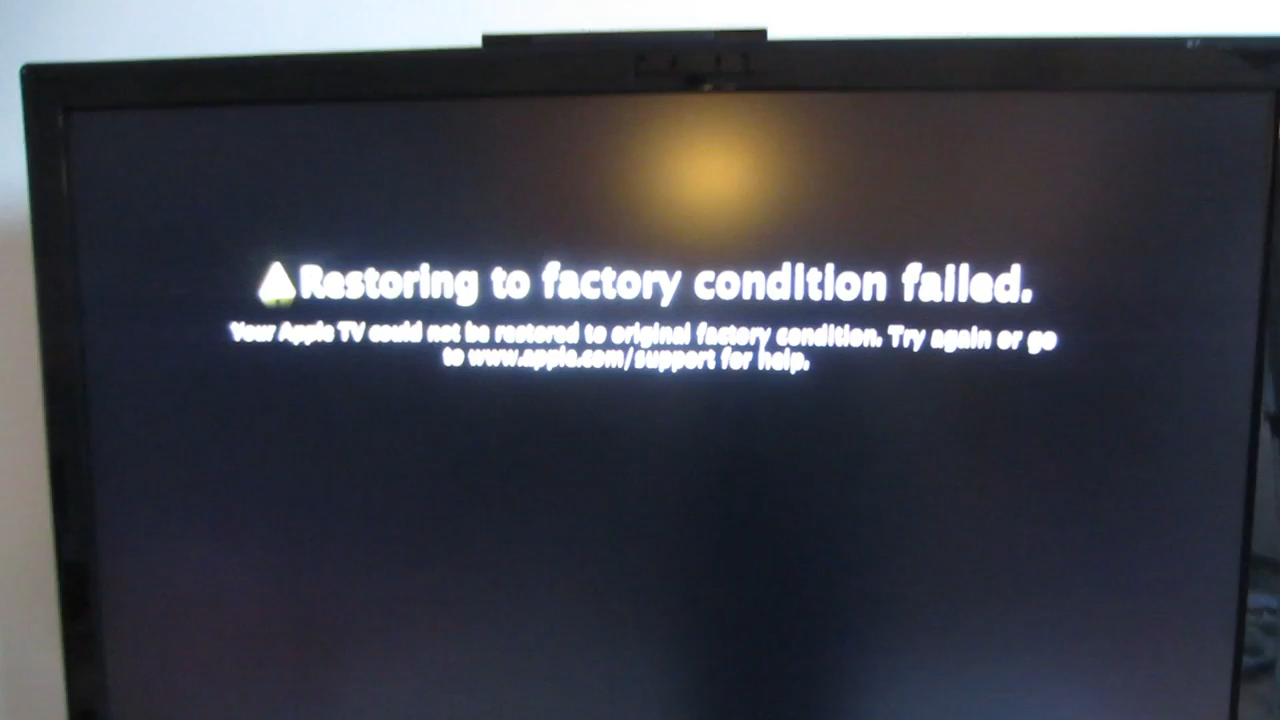 Restoring to factory condition failed.
Your Apple TV could not be restored to original factory condition. Try again or go
to www.apple.com/support for help.